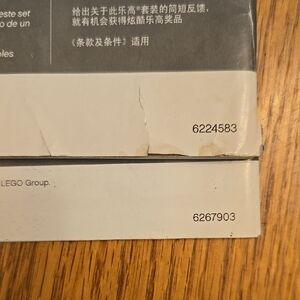 este set
o de un
给出关于此乐高®套装的简短反馈,
就有机会获得炫酷乐高奖品
《条款及条件》适用
6224583
LEGO Group.
6267903